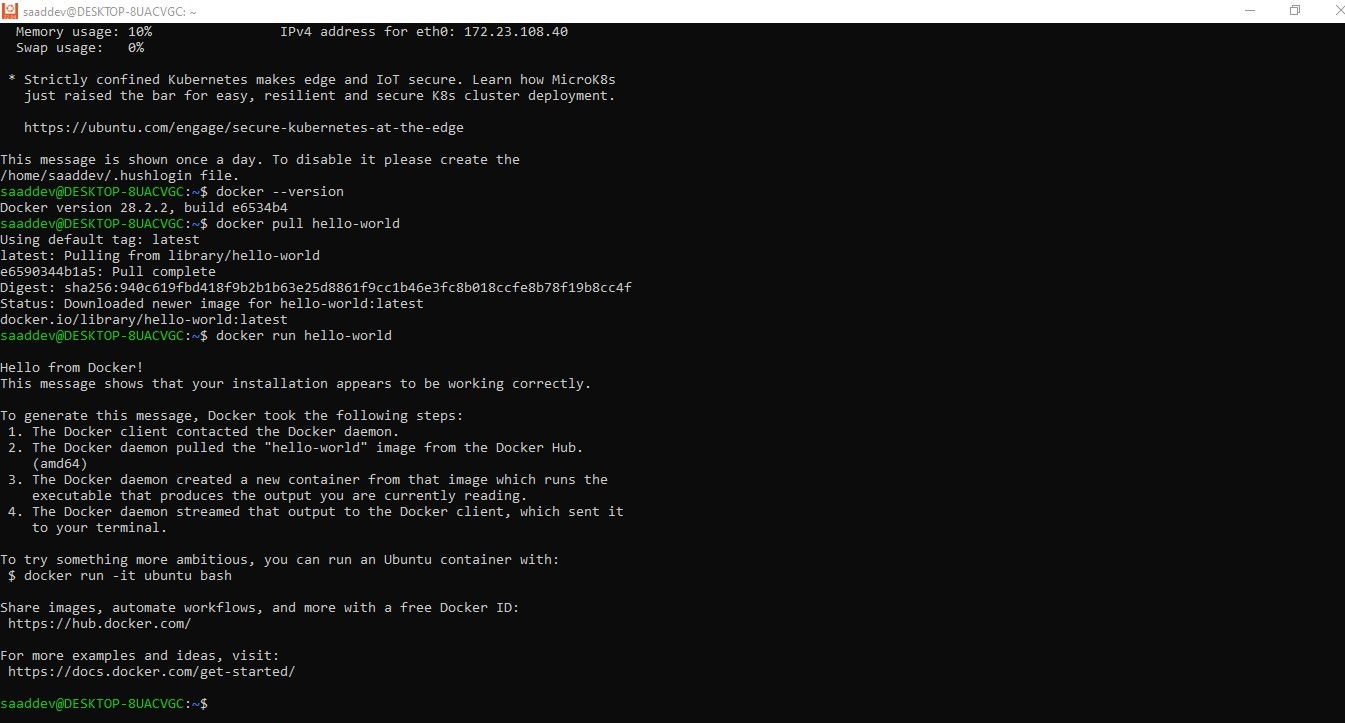 saaddev@DESKTOP-8UACVGC: ~
Memory usage: 10%                IPv4 address for eth0: 172.23.108.40
Swap usage:   0%
* Strictly confined Kubernetes makes edge and IoT secure. Learn how MicroK8s
just raised the bar for easy, resilient and secure K8s cluster deployment.
https://ubuntu.com/engage/secure-kubernetes-at-the-edge
This message is shown once a day. To disable it please create the
/home/saaddev/.hushlogin file.
saaddev@DESKTOP-8UACVGC:~$ docker --version
Docker version 28.2.2, build e6534b4
saaddev@DESKTOP-8UACVGC:~$ docker pull hello-world
Using default tag: latest
latest: Pulling from library/hello-world
e6590344b1a5: Pull complete
Digest: sha256:940c619fbd418f9b2b1b63e25d8861f9cc1b46e3fc8b018ccfe8b78f19b8cc4f
Status: Downloaded newer image for hello-world:latest
docker.io/library/hello-world:latest
saaddev@DESKTOP-8UACVGC:~$ docker run hello-world
Hello from Docker!
This message shows that your installation appears to be working correctly.
To generate this message, Docker took the following steps:
1. The Docker client contacted the Docker daemon.
2. The Docker daemon pulled the "hello-world" image from the Docker Hub.
(amd64)
3. The Docker daemon created a new container from that image which runs the
executable that produces the output you are currently reading.
4. The Docker daemon streamed that output to the Docker client, which sent it
to your terminal.
To try something more ambitious, you can run an Ubuntu container with:
$ docker run -it ubuntu bash
Share images, automate workflows, and more with a free Docker ID:
https://hub.docker.com/
For more examples and ideas, visit:
https://docs.docker.com/get-started/
saaddev@DESKTOP-8UACVGC:~$